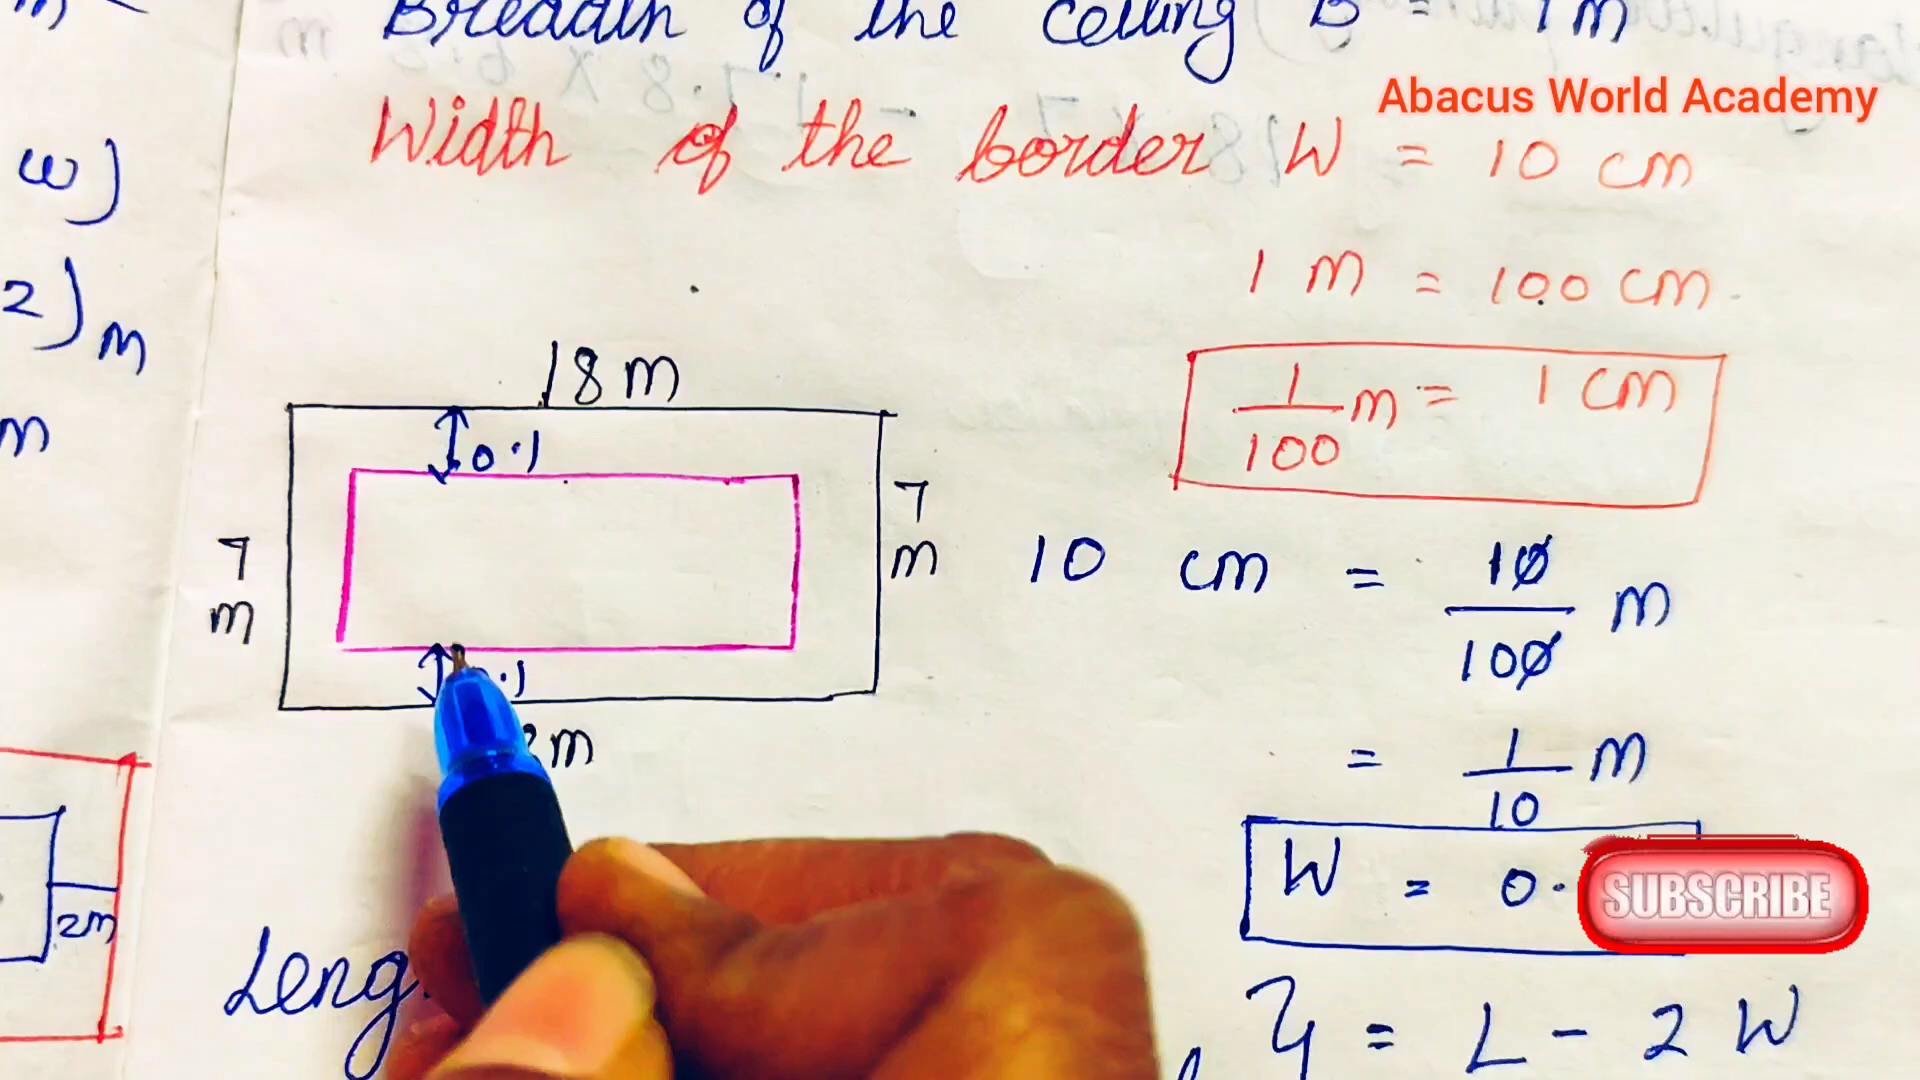 Breadth of the ceiling B = 7 m
Abacus World Academy
Width of the border W = 10 cm
w)
1 m = 100 cm
2) m
18 m
1/100 m = 1 cm
m
0.1
7 m
7 m
10 cm = 10/100 m
.1
m
= 1/10 m
W = 0.
SUBSCRIBE
2m
Leng
= L - 2 W